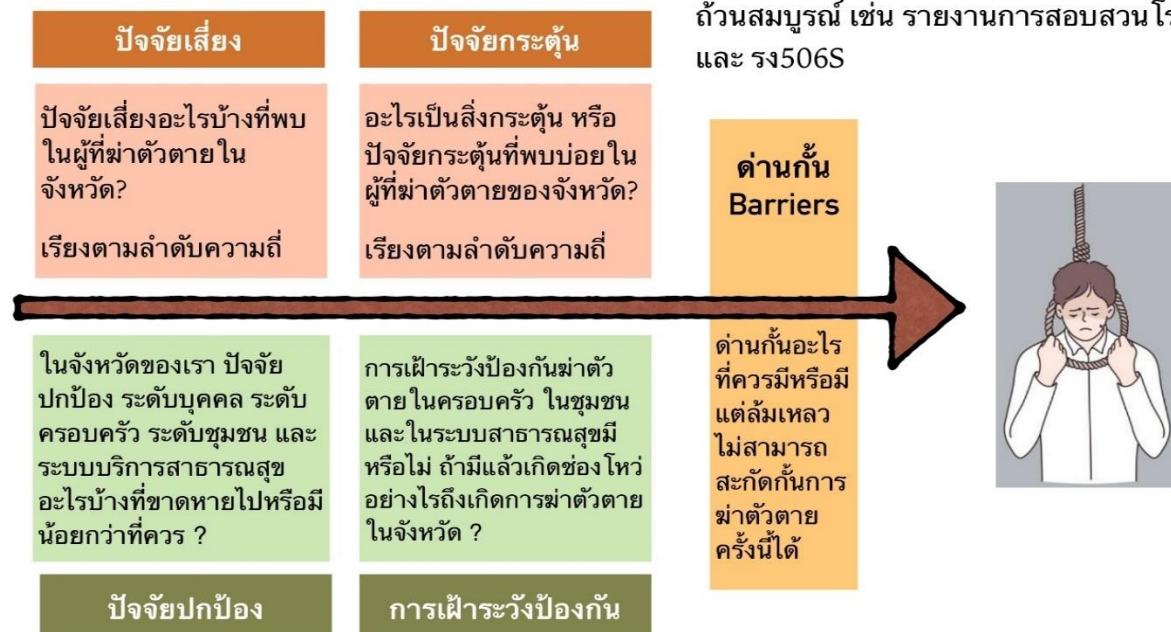 ถ้วนสมบูรณ์ เช่น รายงานการสอบสวน
และ รง506S
ปัจจัยเสี่ยง
ปัจจัยกระตุ้น
ปัจจัยเสี่ยงอะไรบ้างที่พบ
ในผู้ที่ฆ่าตัวตายใน
จังหวัด?
เรียงตามลำดับความถี่
อะไรเป็นสิ่งกระตุ้น หรือ
ปัจจัยกระตุ้นที่พบบ่อยใน
ผู้ที่ฆ่าตัวตายของจังหวัด?
เรียงตามลำดับความถี่
ด่านกั้น
Barriers
ในจังหวัดของเรา ปัจจัย
ปกป้อง ระดับบุคคล ระดับ
ครอบครัว ระดับชุมชน และ
ระบบบริการสาธารณสุข
อะไรบ้างที่ขาดหายไปหรือมี
น้อยกว่าที่ควร ?
การเฝ้าระวังป้องกันฆ่าตัว
ตายในครอบครัว ในชุมชน
และในระบบสาธารณสุขมี
หรือไม่ ถ้ามีแล้วเกิดช่องโหว่
อย่างไรถึงเกิดการฆ่าตัวตาย
ในจังหวัด ?
ด่านกั้นอะไร
ที่ควรมีหรือมี
แต่ล้มเหลว
ไม่สามารถ
สะกัดกั้นการ
ฆ่าตัวตาย
ครั้งนี้ได้
ปัจจัยปกป้อง
การเฝ้าระวังป้องกัน